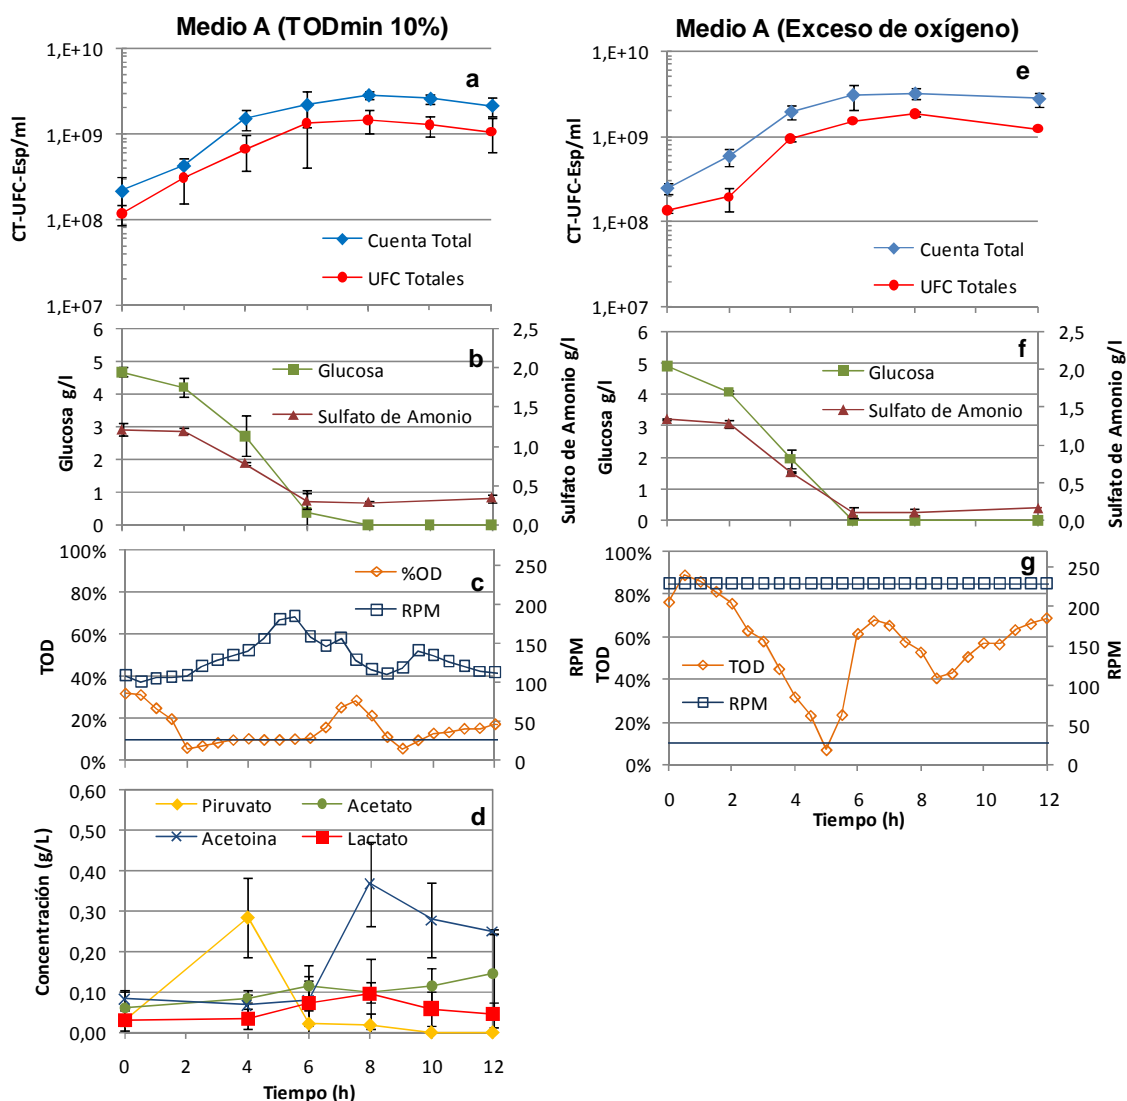 Medio A (TODmin 10%)
1,E+10
1,E+09
1,E+08
1,E+07
CT-UFC-Esp/ml
a
Cuenta Total
UFC Totales
6
5
4
3
2
1
0
Glucosa g/l
b
Glucosa
Sulfato de Amonio
2,5
2,0
1,5
1,0
0,5
0,0
Sulfato de Amonio g/l
100%
80%
60%
40%
20%
0%
TOD
c
%OD
RPM
250
200
150
100
50
0
RPM
0,60
0,50
0,40
0,30
0,20
0,10
0,00
Concentración (g/L)
d
Piruvato
Acetato
Acetoina
Lactato
0 2 4 6 8 10 12
Tiempo (h)
Medio A (Exceso de oxígeno)
1,E+10
1,E+09
1,E+08
1,E+07
CT-UFC-Esp/ml
e
Cuenta Total
UFC Totales
6
5
4
3
2
1
0
Glucosa g/l
f
Glucosa
Sulfato de Amonio
2,5
2,0
1,5
1,0
0,5
0,0
Sulfato de Amonio g/l
100%
80%
60%
40%
20%
0%
TOD
g
TOD
RPM
250
200
150
100
50
0
RPM
0 2 4 6 8 10 12
Tiempo (h)